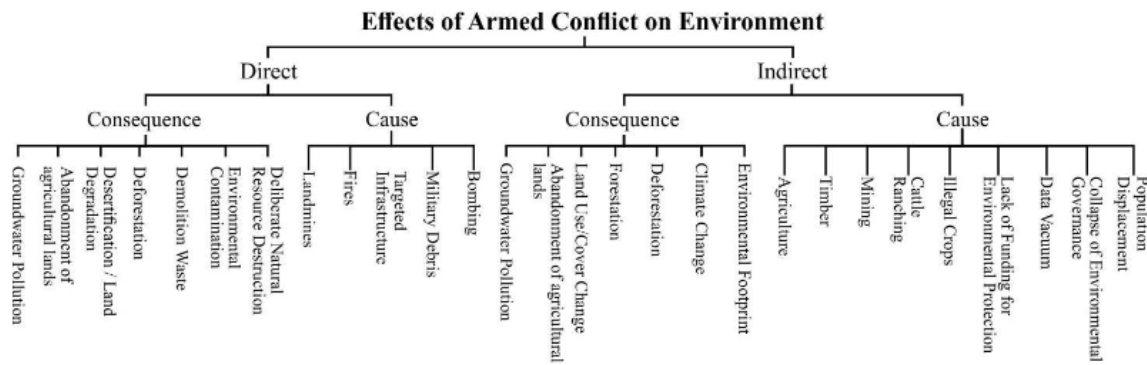 Effects of Armed Conflict on Environment
Direct
Indirect
Consequence
Cause
Consequence
Cause
Groundwater Pollution
Abandonment of
agricultural lands
Desertification / Land
Degradation
Deforestation
Demolition Waste
Environmental
Contamination
Deliberate Natural
Resource Destruction
Landmines
Fires
Targeted
Infrastructure
Military Debris
Bombing
Groundwater Pollution
Abandonment of agricultural
lands
Land Use/Cover Change
Forestation
Deforestation
Climate Change
Environmental Footprint
Agriculture
Timber
Mining
Cattle
Ranching
Illegal Crops
Lack of Funding for
Environmental Protection
Data Vacuum
Collapse of Environmental
Governance
Population
Displacement